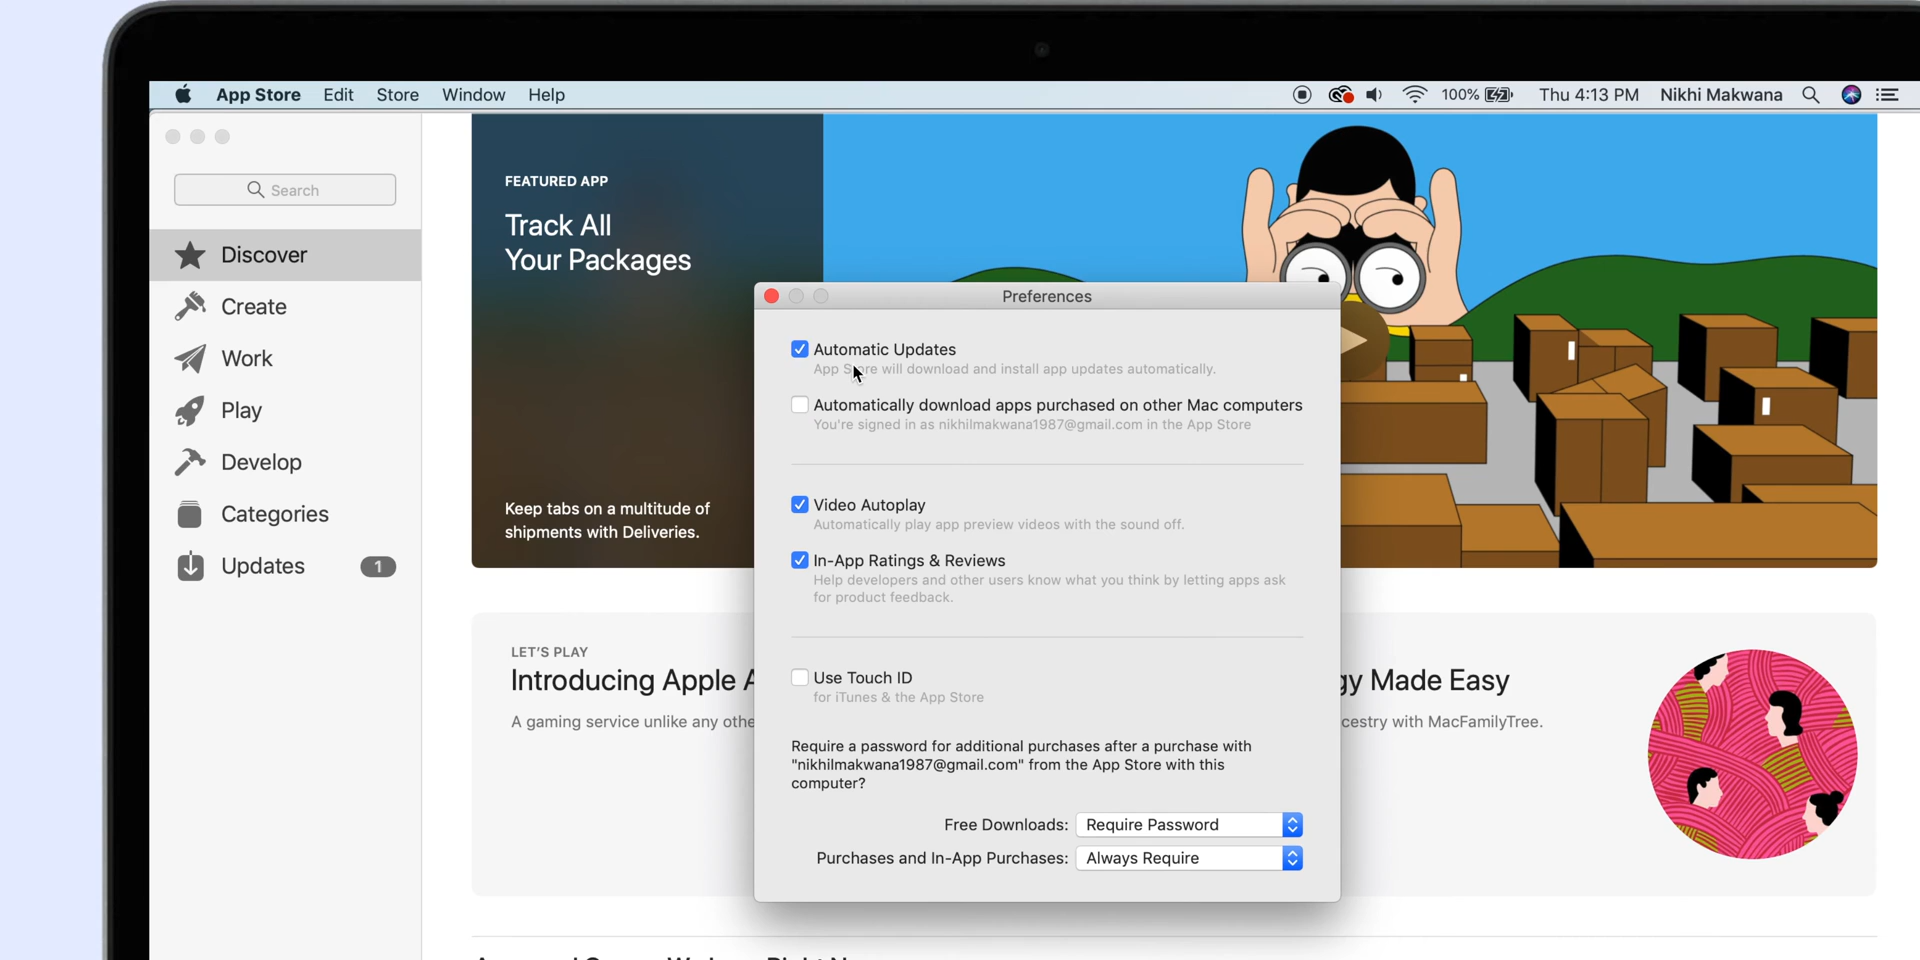 App Store Edit Store Window Help 100% Thu 4:13 PM Nikhi Makwana
Search
Discover
Create
Work
Play
Develop
Categories
Updates 1
FEATURED APP
Track All
Your Packages
Keep tabs on a multitude of
shipments with Deliveries.
Preferences
Automatic Updates
App Store will download and install app updates automatically.
Automatically download apps purchased on other Mac computers
You're signed in as nikhilmakwana1987@gmail.com in the App Store
Video Autoplay
Automatically play app preview videos with the sound off.
In-App Ratings & Reviews
Help developers and other users know what you think by letting apps ask
for product feedback.
Use Touch ID
for iTunes & the App Store
Require a password for additional purchases after a purchase with
"nikhilmakwana1987@gmail.com" from the App Store with this
computer?
Free Downloads: Require Password
Purchases and In-App Purchases: Always Require
LET'S PLAY
Introducing Apple A
A gaming service unlike any othe
gy Made Easy
cestry with MacFamilyTree.